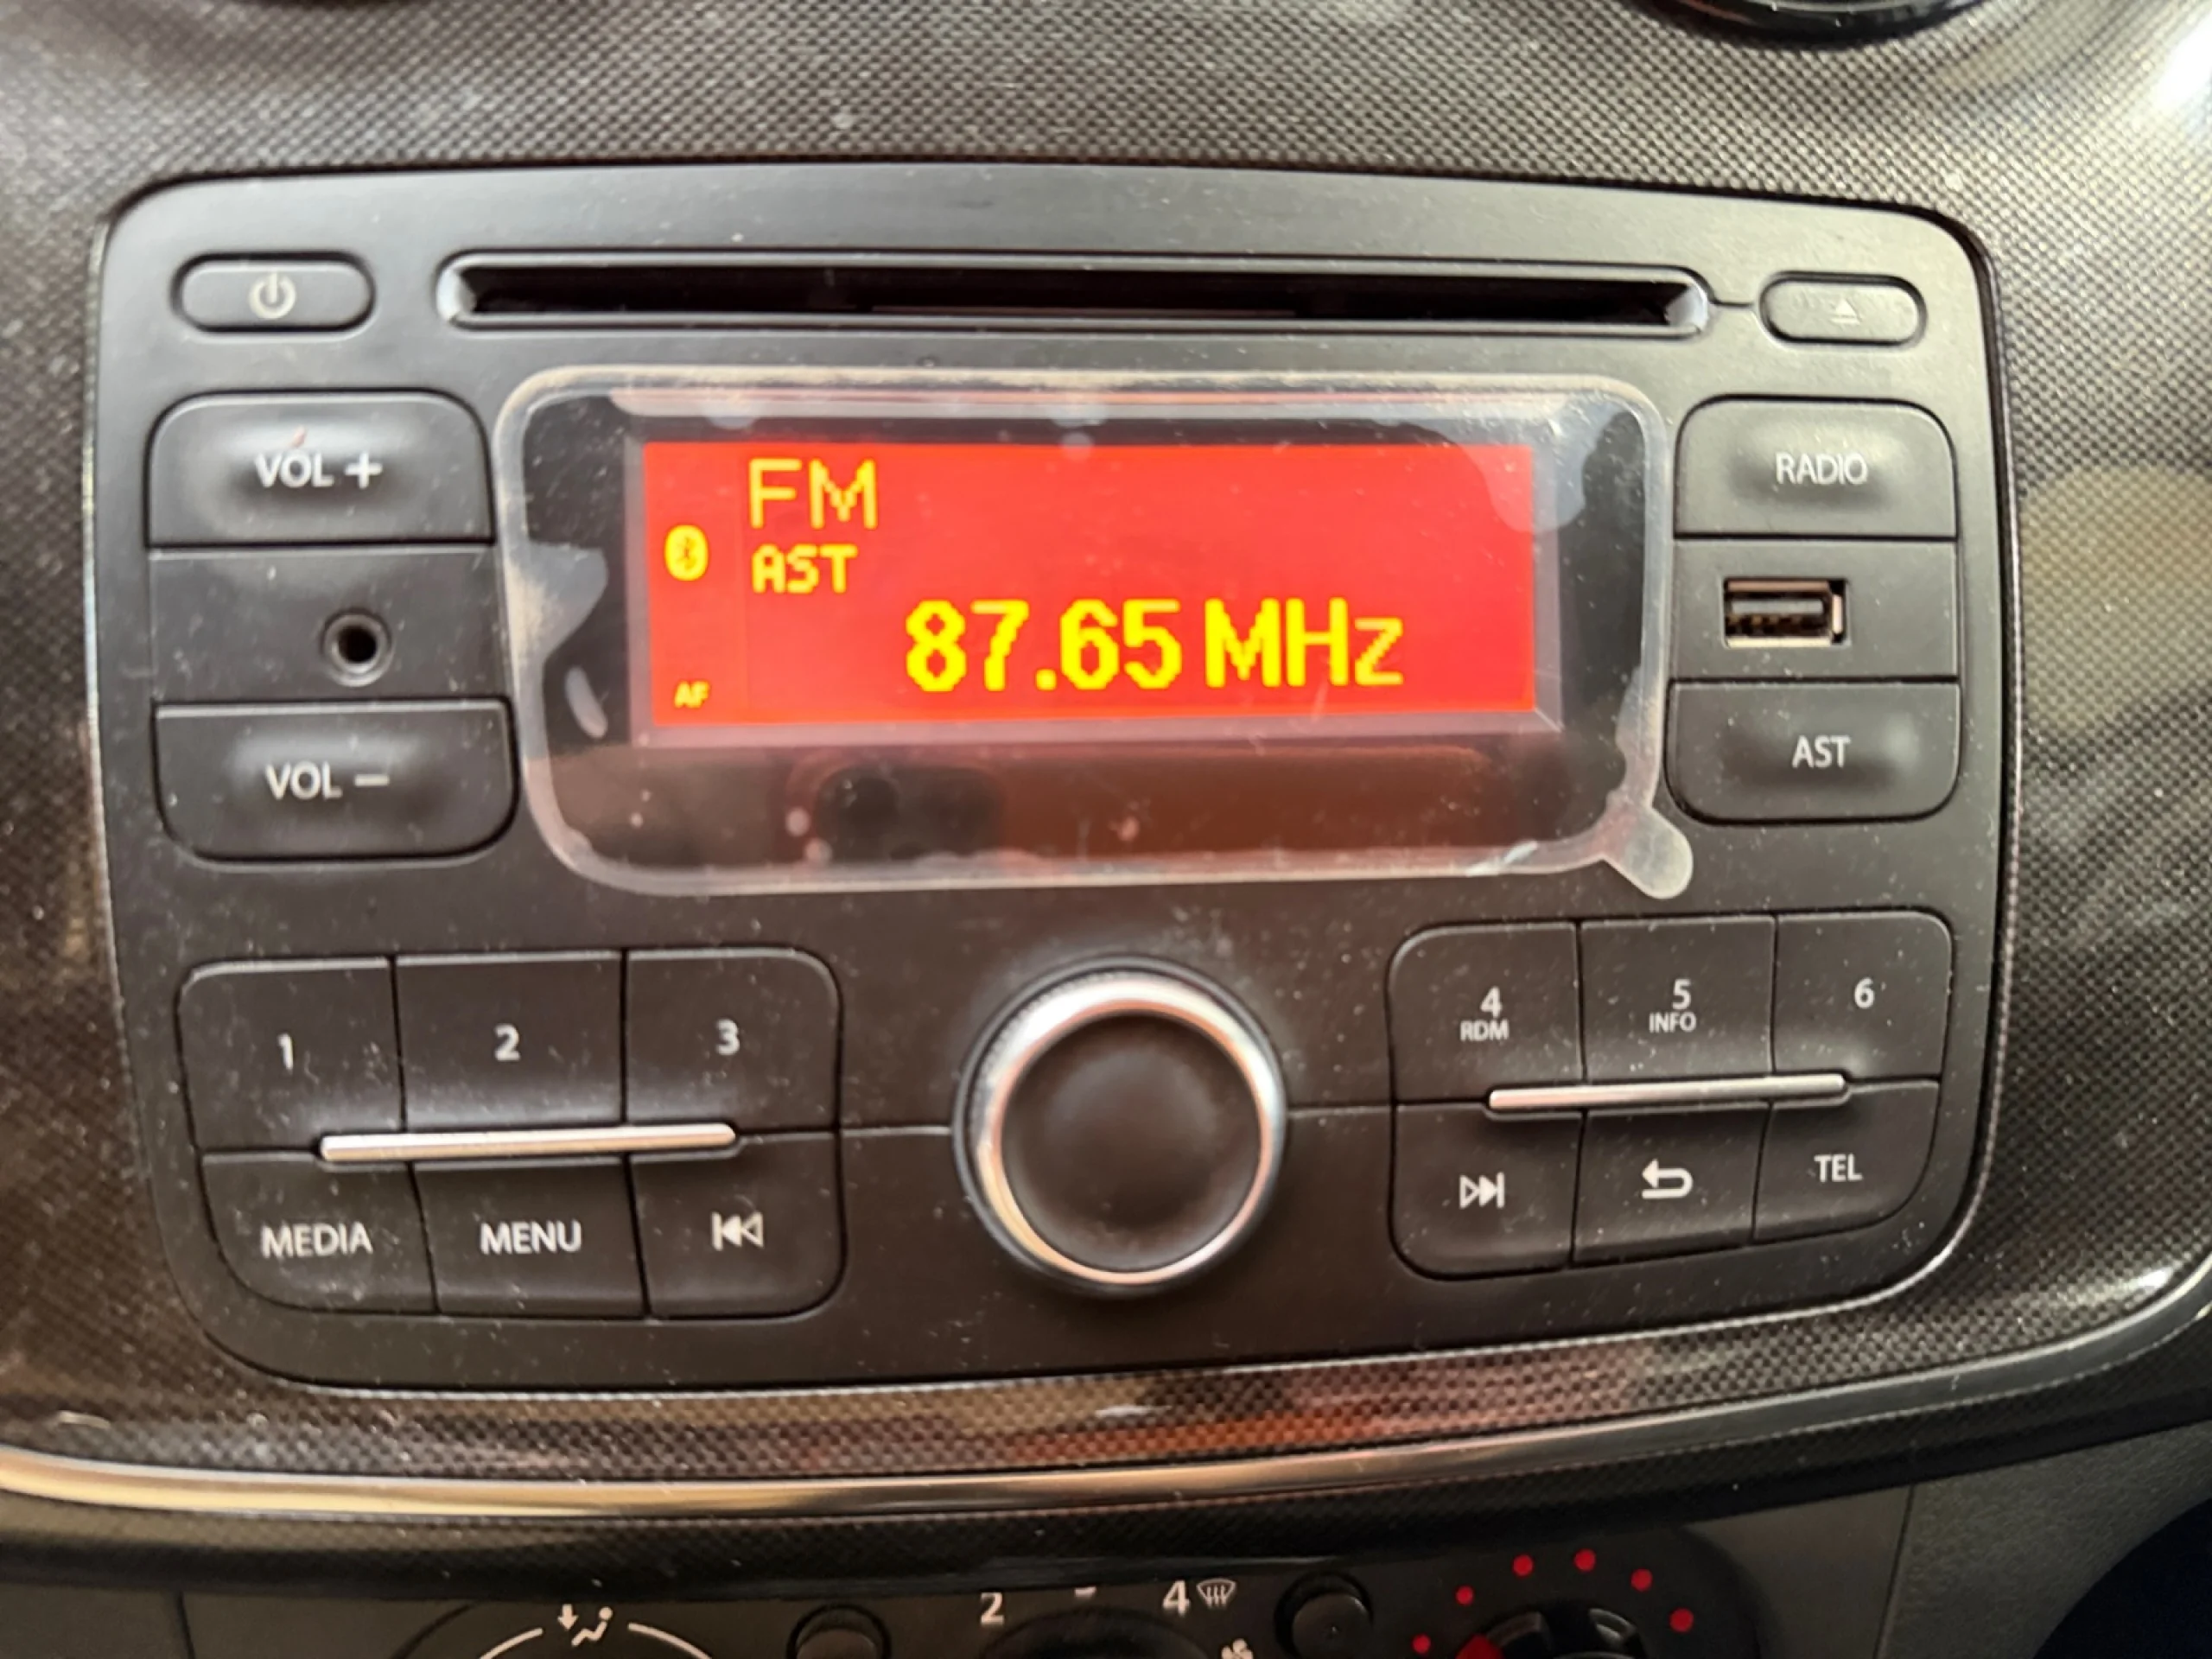 VOL +
VOL −
FM
AST
87.65 MHz
AF
RADIO
AST
1
2
3
4
RDM
5
INFO
6
MEDIA
MENU
TEL
2
4